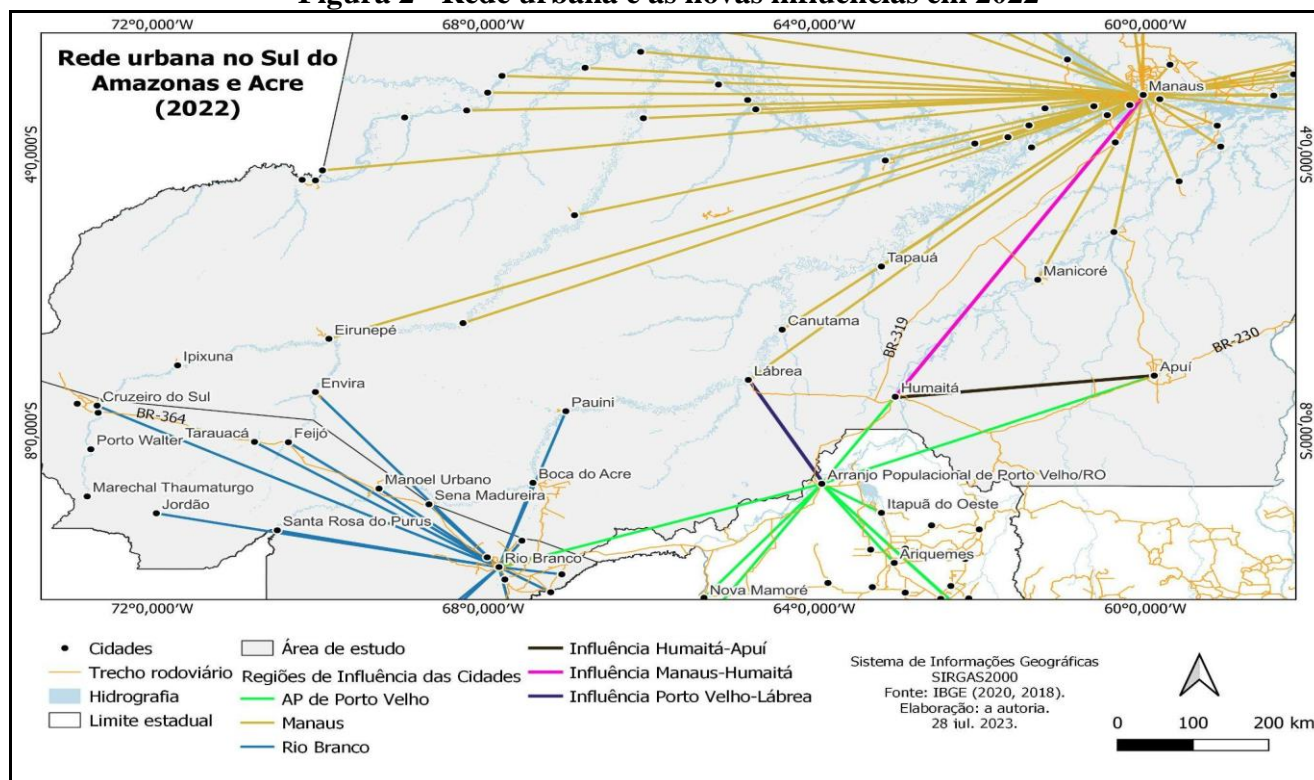 Figura 2 - Rede urbana e as novas influências em 2022
72°0,000'W
68°0,000'W
64°0,000'W
60°0,000'W
Rede urbana no Sul do
Amazonas e Acre
(2022)
Manaus
4°0,000'S
4°0,000'S
Tapauá
Manicoré
Canutama
BR-319
Eirunepé
BR-230
Ipixuna
Lábrea
Apuí
Envira
Humaitá
Cruzeiro do Sul
Pauini
BR-364
8°0,000'S
8°0,000'S
Tarauacá
Feijó
Porto Walter
Manoel Urbano
Boca do Acre
Arranjo Populacional de Porto Velho/RO
Marechal Thaumaturgo
Sena Madureira
Jordão
Itapuã do Oeste
Santa Rosa do Purus
Rio Branco
Ariquemes
Nova Mamoré
72°0,000'W
68°0,000'W
64°0,000'W
60°0,000'W
Cidades
Trecho rodoviário
Hidrografia
Limite estadual
Área de estudo
Regiões de Influência das Cidades
AP de Porto Velho
Manaus
Rio Branco
Influência Humaitá-Apuí
Influência Manaus-Humaitá
Influência Porto Velho-Lábrea
Sistema de Informações Geográficas
SIRGAS2000
Fonte: IBGE (2020, 2018).
Elaboração: a autoria.
28 jul. 2023.
0 100 200 km